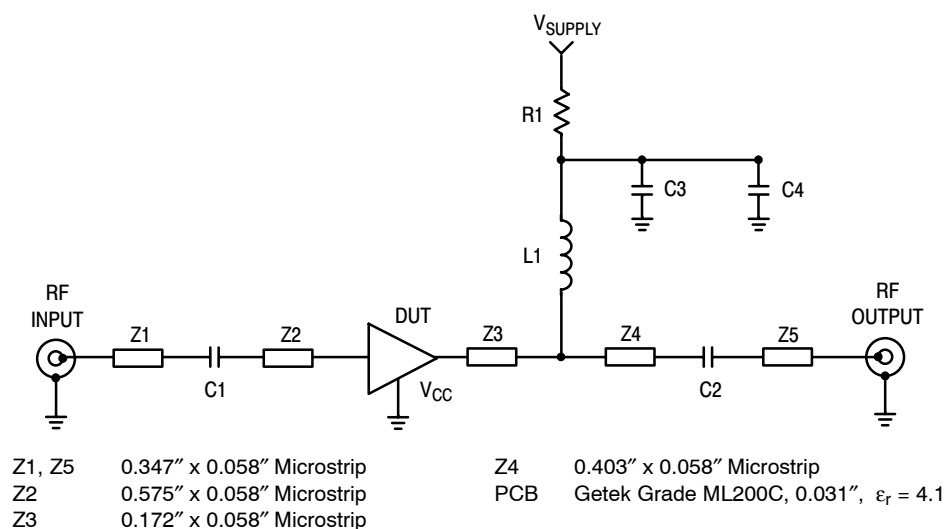 VSUPPLY
R1
C3
C4
L1
RF
INPUT
RF
OUTPUT
DUT
Z1
Z2
Z3
Z4
Z5
C1
VCC
C2
Z1, Z5 0.347″ x 0.058″ Microstrip
Z2 0.575″ x 0.058″ Microstrip
Z3 0.172″ x 0.058″ Microstrip
Z4 0.403″ x 0.058″ Microstrip
PCB Getek Grade ML200C, 0.031″, εr = 4.1